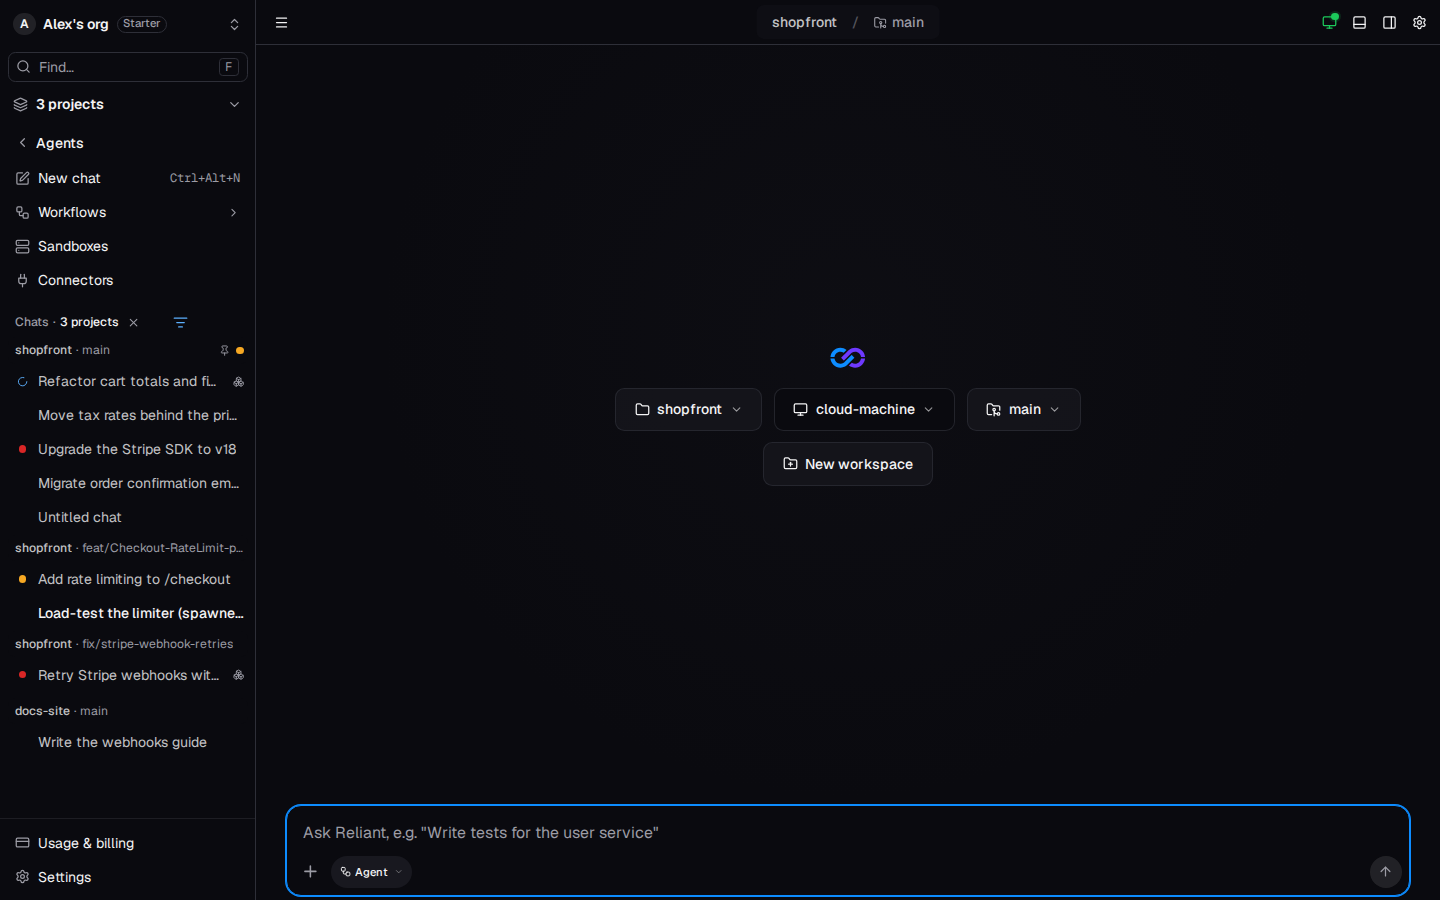 A Alex's org Starter
Find... F
3 projects
Agents
New chat Ctrl+Alt+N
Workflows
Sandboxes
Connectors
Chats · 3 projects
shopfront · main
Refactor cart totals and fi...
Move tax rates behind the pri...
Upgrade the Stripe SDK to v18
Migrate order confirmation em...
Untitled chat
shopfront · feat/Checkout-RateLimit-p...
Add rate limiting to /checkout
Load-test the limiter (spawne...
shopfront · fix/stripe-webhook-retries
Retry Stripe webhooks wit...
docs-site · main
Write the webhooks guide
Usage & billing
Settings
shopfront / main
shopfront cloud-machine main
New workspace
Ask Reliant, e.g. "Write tests for the user service"
Agent